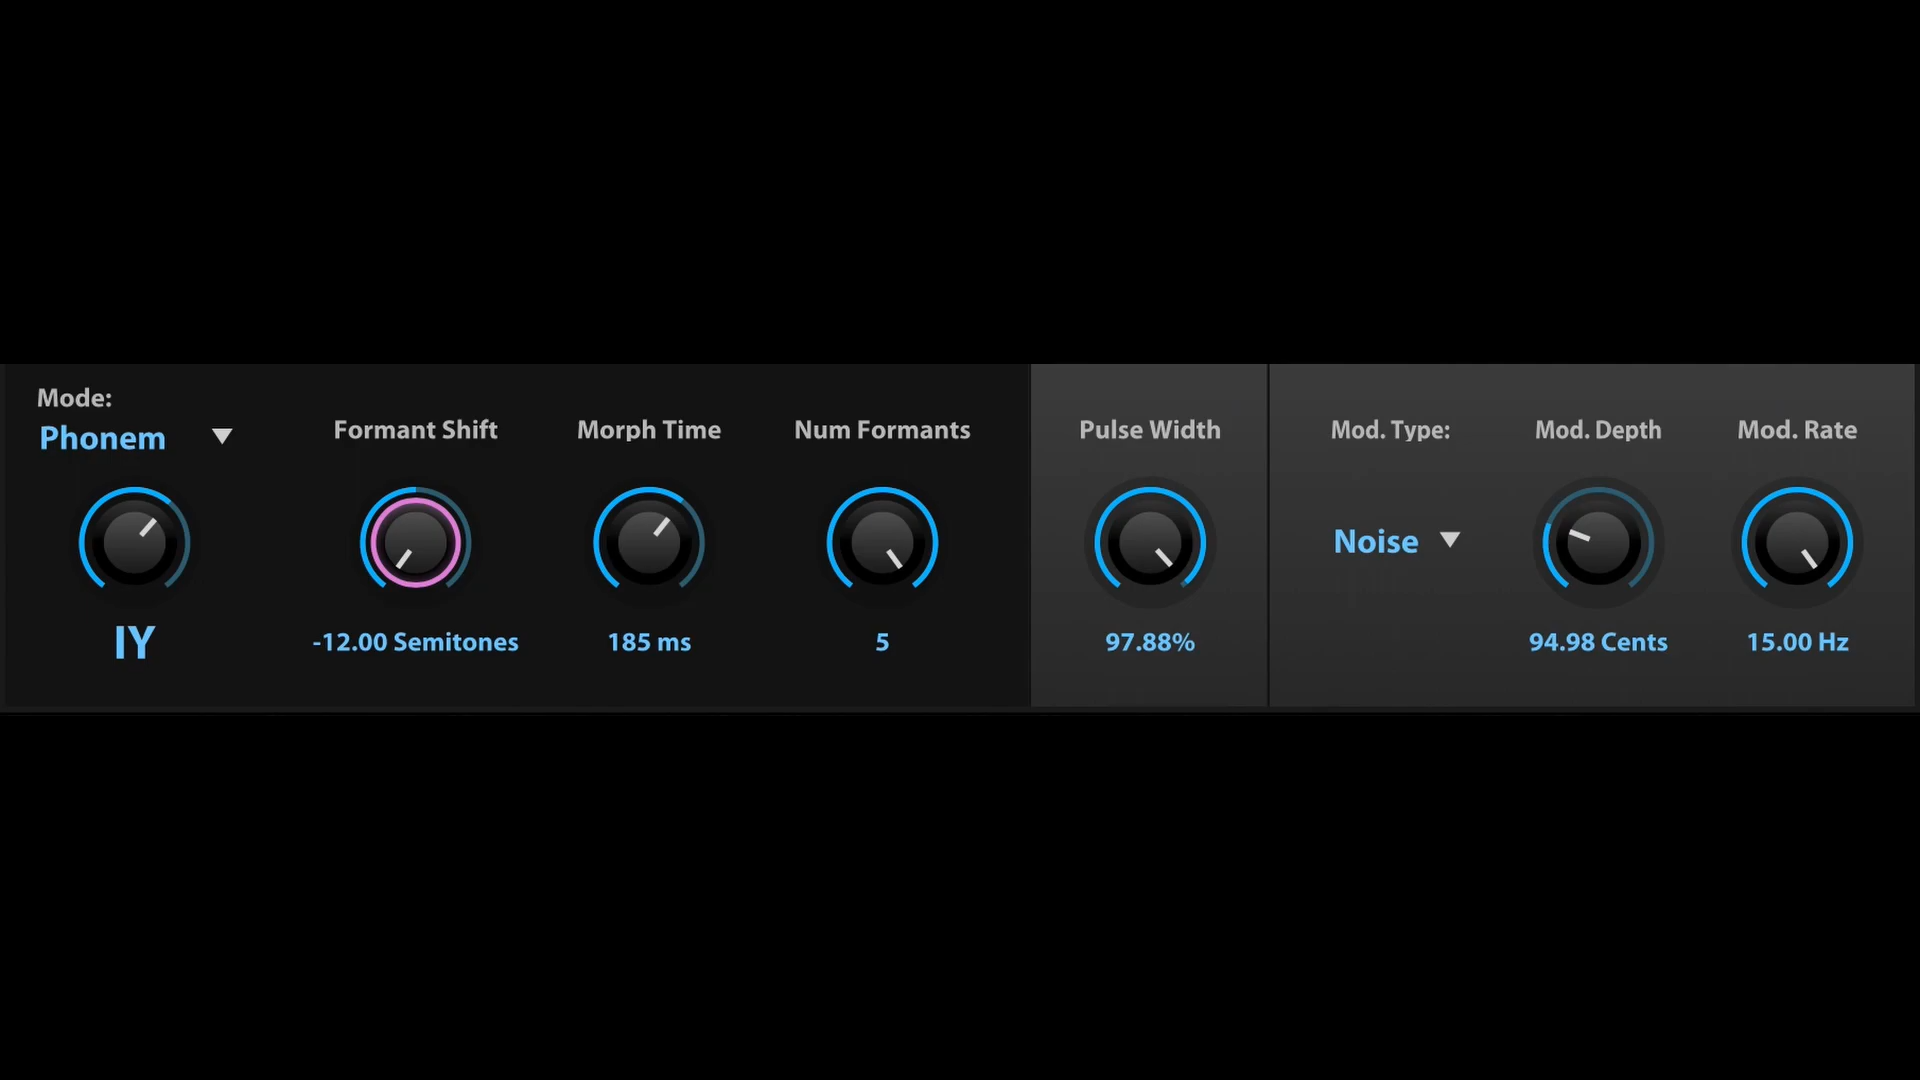 Mode:
Phonem
IY
Formant Shift
-12.00 Semitones
Morph Time
185 ms
Num Formants
5
Pulse Width
97.88%
Mod. Type:
Noise
Mod. Depth
94.98 Cents
Mod. Rate
15.00 Hz